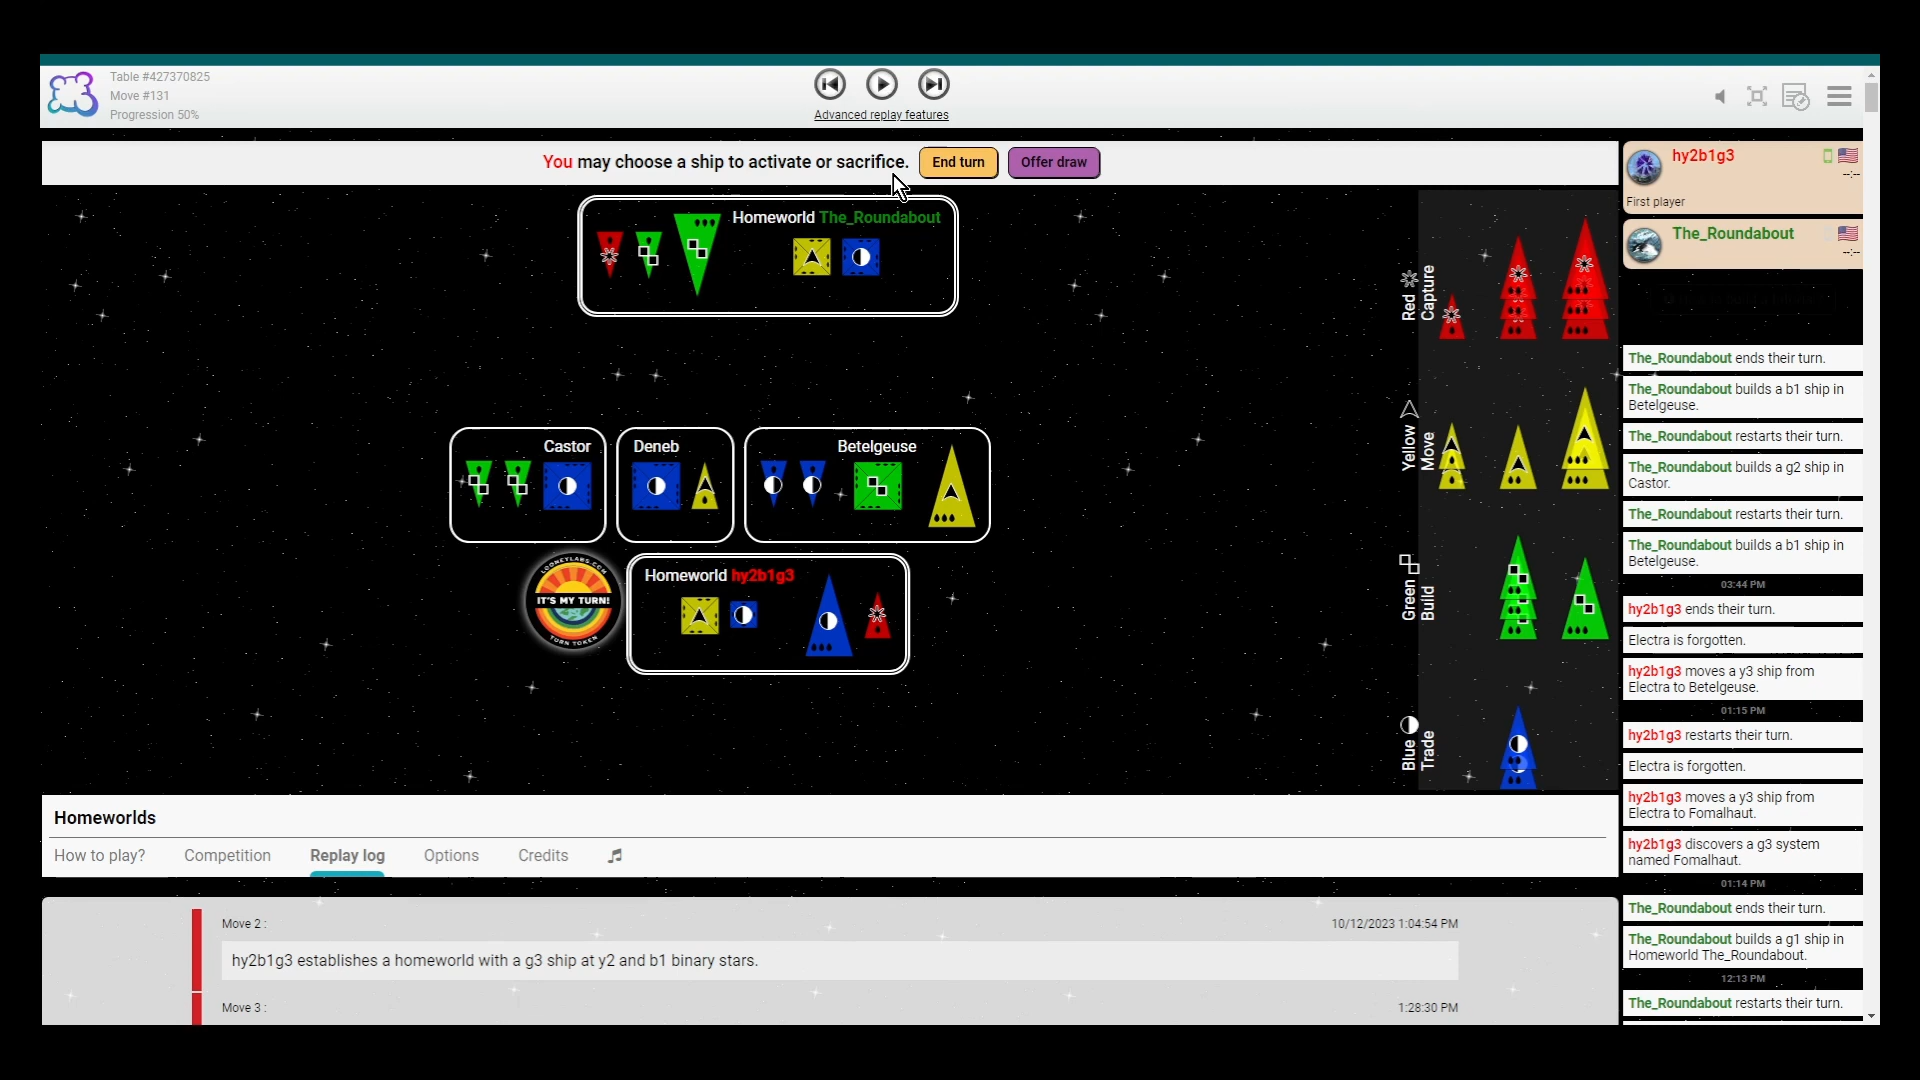 Table #427370825
Move #131
Progression 50%
Advanced replay features
You may choose a ship to activate or sacrifice.
End turn
Offer draw
Homeworld The_Roundabout
Castor
Deneb
Betelgeuse
LOONEYLABS.COM
IT'S MY TURN!
TURN TOKEN
Homeworld hy2b1g3
Red
Capture
Yellow
Move
Green
Build
Blue
Trade
hy2b1g3
--:--
First player
The_Roundabout
--:--
The_Roundabout ends their turn.
The_Roundabout builds a b1 ship in
Betelgeuse.
The_Roundabout restarts their turn.
The_Roundabout builds a g2 ship in
Castor.
The_Roundabout restarts their turn.
The_Roundabout builds a b1 ship in
Betelgeuse.
03:44 PM
hy2b1g3 ends their turn.
Electra is forgotten.
hy2b1g3 moves a y3 ship from
Electra to Betelgeuse.
01:15 PM
hy2b1g3 restarts their turn.
Electra is forgotten.
hy2b1g3 moves a y3 ship from
Electra to Fomalhaut.
hy2b1g3 discovers a g3 system
named Fomalhaut.
01:14 PM
The_Roundabout ends their turn.
The_Roundabout builds a g1 ship in
Homeworld The_Roundabout.
12:13 PM
The_Roundabout restarts their turn.
Homeworlds
How to play?
Competition
Replay log
Options
Credits
Move 2 :
10/12/2023 1:04:54 PM
hy2b1g3 establishes a homeworld with a g3 ship at y2 and b1 binary stars.
Move 3 :
1:28:30 PM